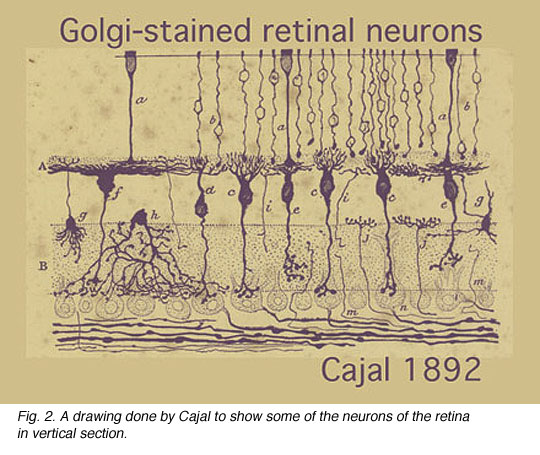 Golgi-stained retinal neurons
a
b
a
b
A
f
d
c
e
c
i
c
e
g
g
h
i
j
B
m
m
n
Cajal 1892
Fig. 2. A drawing done by Cajal to show some of the neurons of the retina
in vertical section.